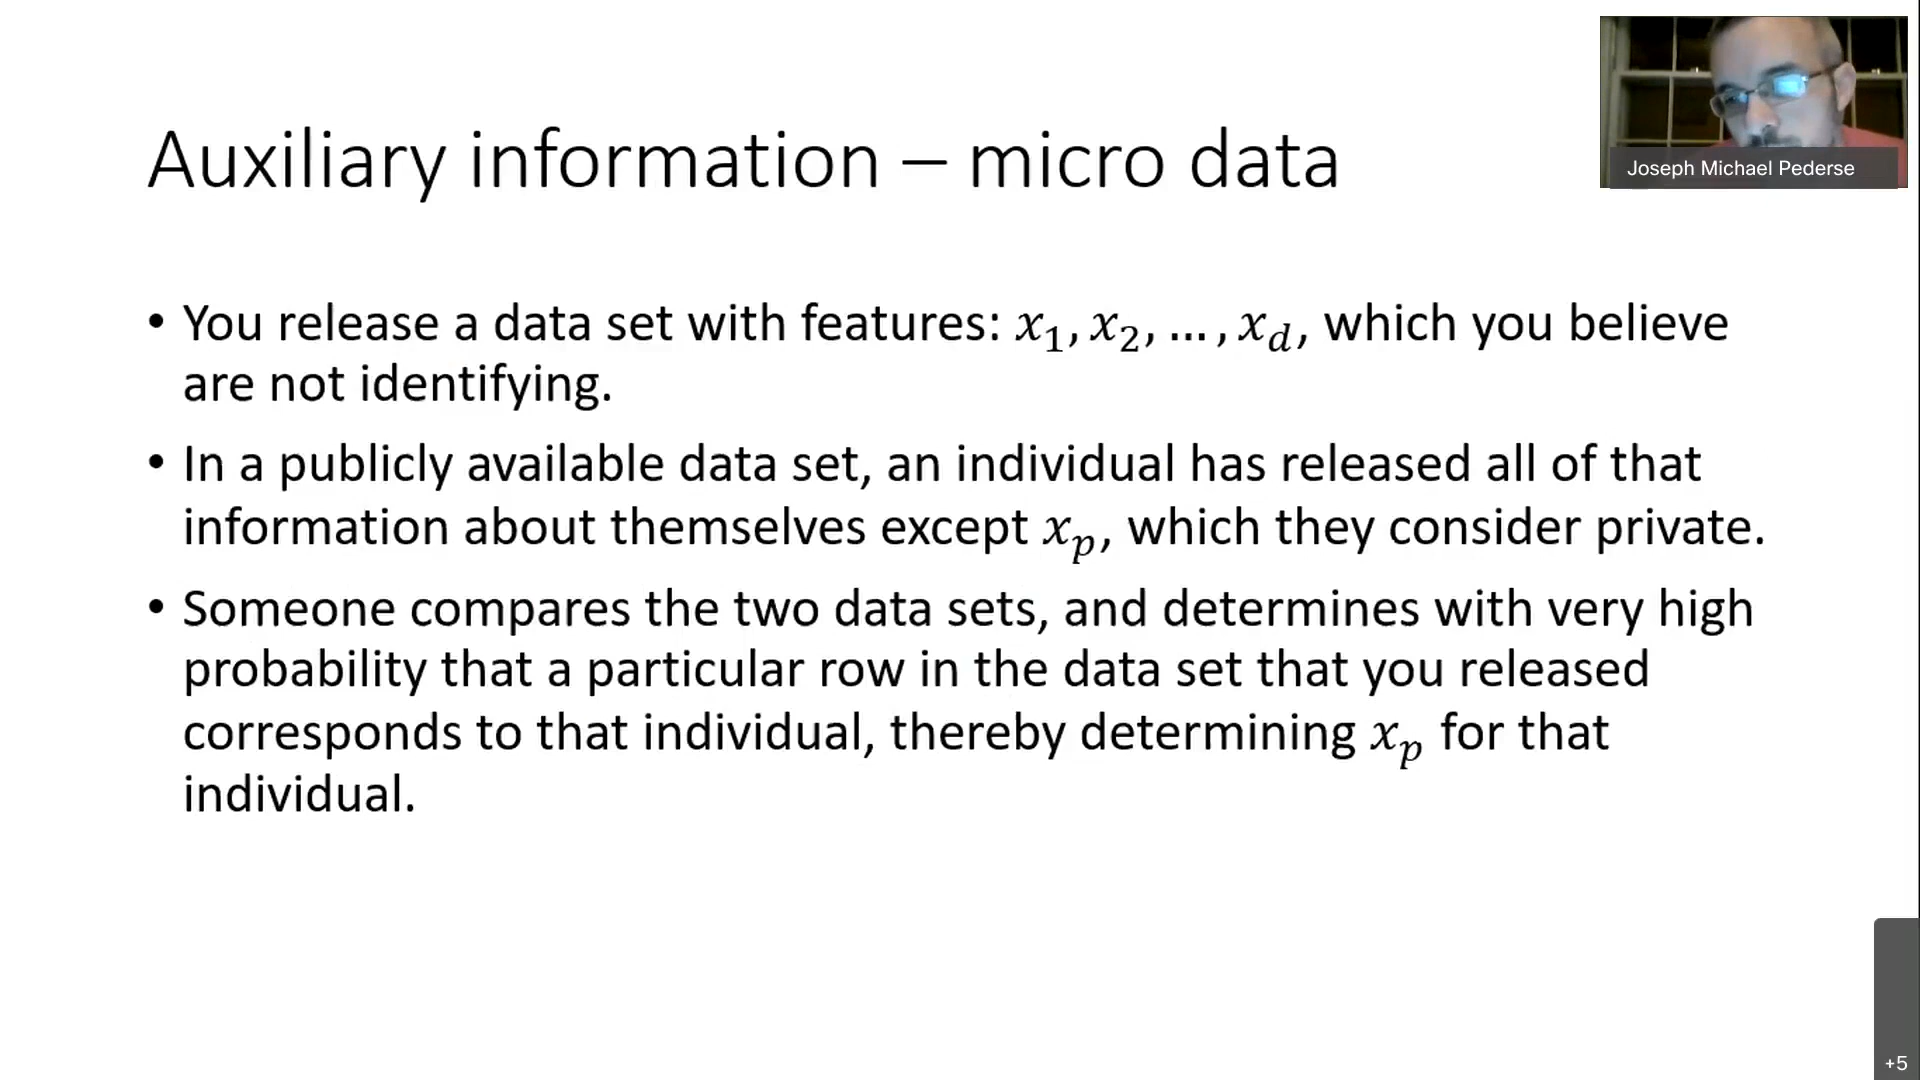 Joseph Michael Pederse
Auxiliary information – micro data
• You release a data set with features: x₁, x₂, … , x_d, which you believe
are not identifying.
• In a publicly available data set, an individual has released all of that
information about themselves except xₚ, which they consider private.
• Someone compares the two data sets, and determines with very high
probability that a particular row in the data set that you released
corresponds to that individual, thereby determining xₚ for that
individual.
+5